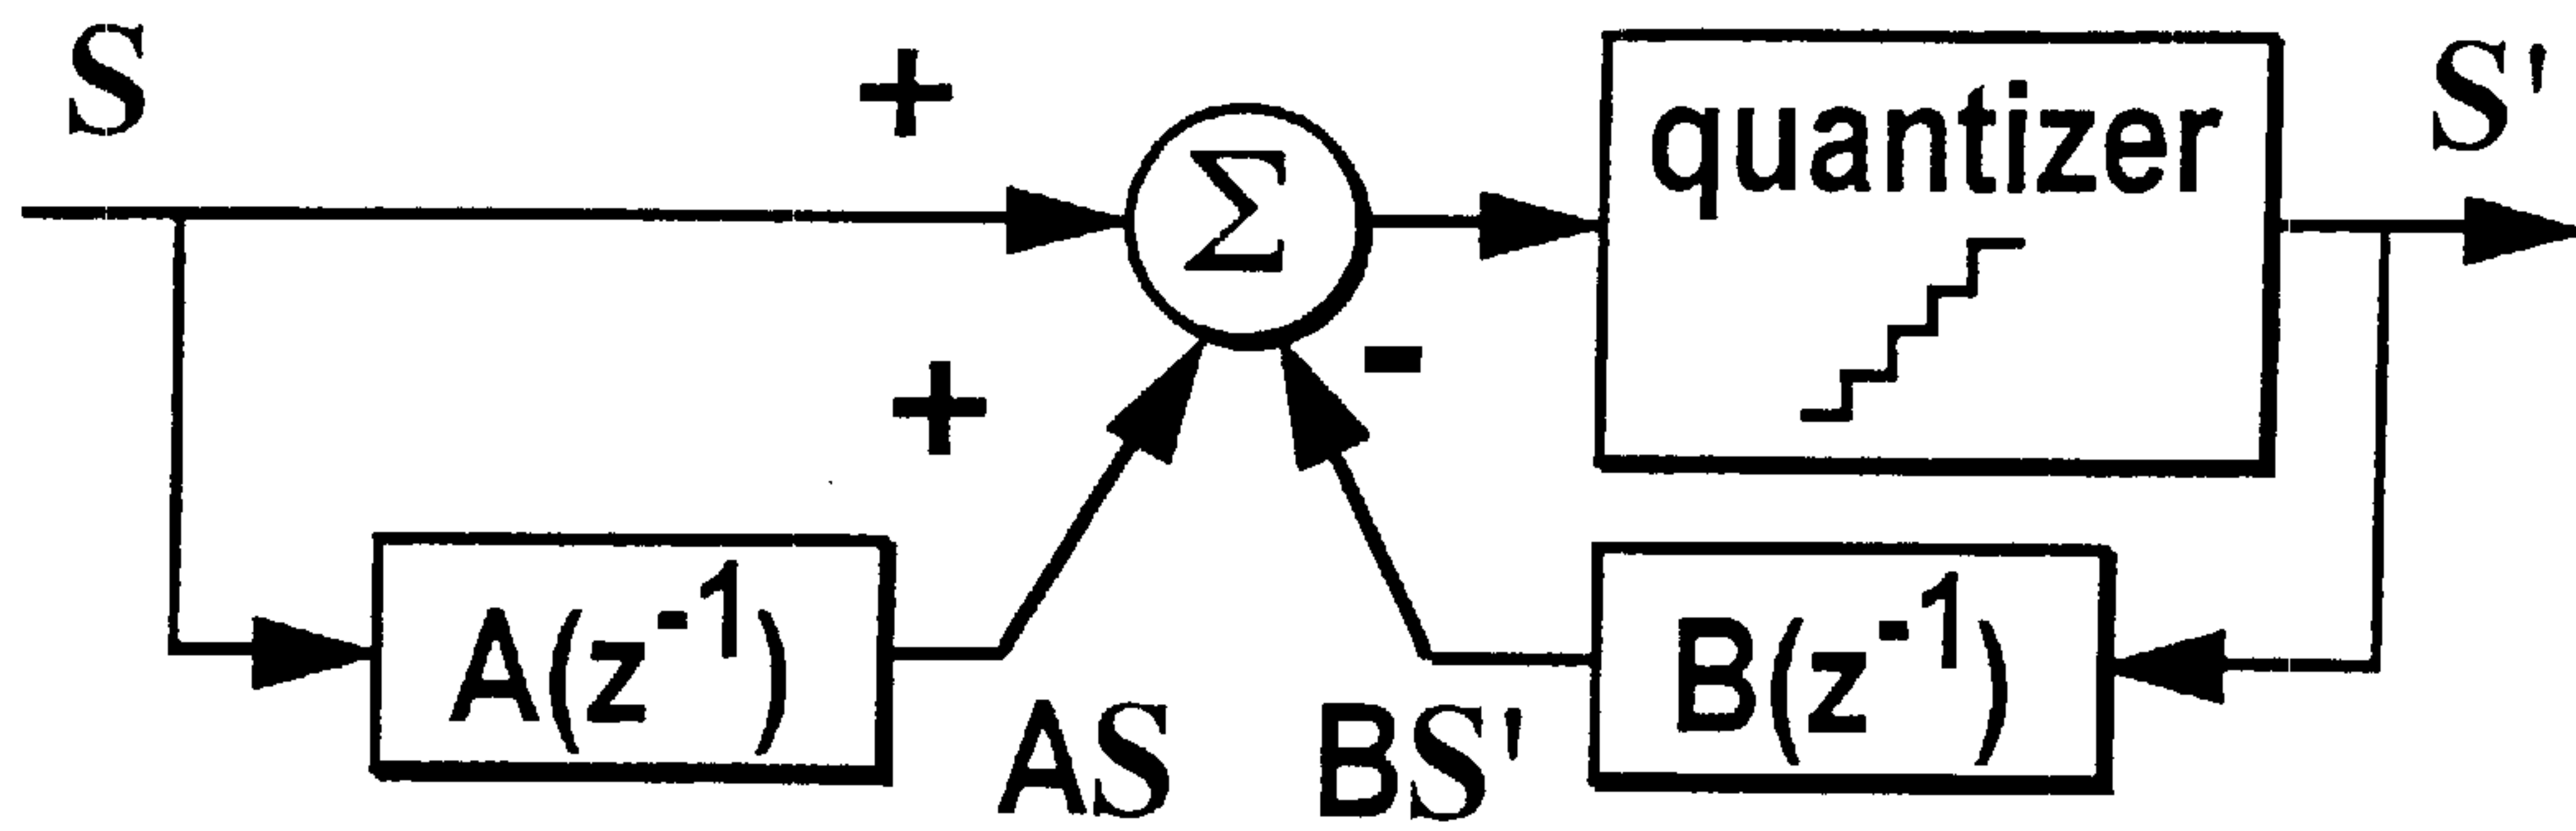 S
+
Σ
quantizer
S'
+
-
A(z⁻¹)
AS
BS'
B(z⁻¹)